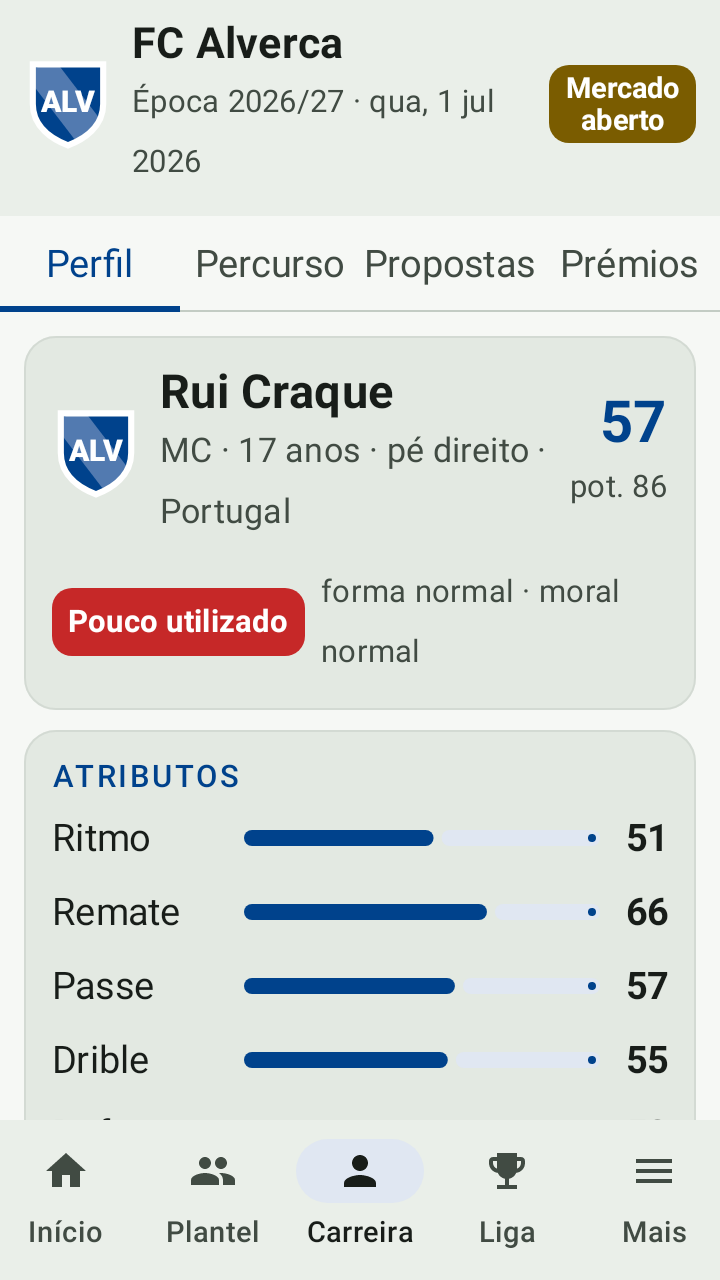 FC Alverca
ALV
Época 2026/27 · qua, 1 jul
2026
Mercado
aberto
Perfil
Percurso
Propostas
Prémios
ALV
Rui Craque
MC · 17 anos · pé direito ·
Portugal
57
pot. 86
Pouco utilizado
forma normal · moral
normal
ATRIBUTOS
Ritmo 51
Remate 66
Passe 57
Drible 55
Início
Plantel
Carreira
Liga
Mais